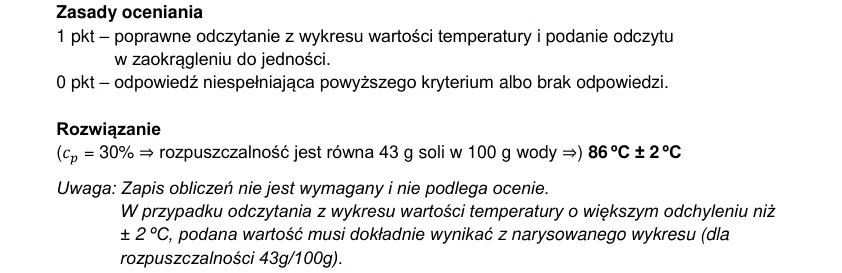 Zasady oceniania
1 pkt – poprawne odczytanie z wykresu wartości temperatury i podanie odczytu
w zaokrągleniu do jedności.
0 pkt – odpowiedź niespełniająca powyższego kryterium albo brak odpowiedzi.
Rozwiązanie
(𝑐𝑝 = 30% ⇒ rozpuszczalność jest równa 43 g soli w 100 g wody ⇒) 86 ºC ± 2 ºC
Uwaga: Zapis obliczeń nie jest wymagany i nie podlega ocenie.
W przypadku odczytania z wykresu wartości temperatury o większym odchyleniu niż
± 2 ºC, podana wartość musi dokładnie wynikać z narysowanego wykresu (dla
rozpuszczalności 43g/100g).